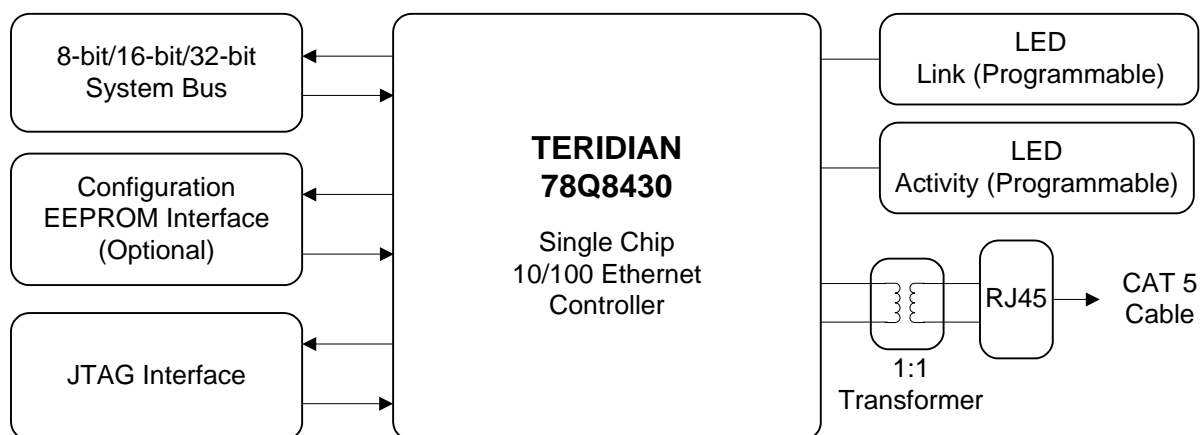 8-bit/16-bit/32-bit
System Bus
Configuration
EEPROM Interface
(Optional)
JTAG Interface
TERIDIAN
78Q8430
Single Chip
10/100 Ethernet
Controller
LED
Link (Programmable)
LED
Activity (Programmable)
RJ45
CAT 5
Cable
1:1
Transformer